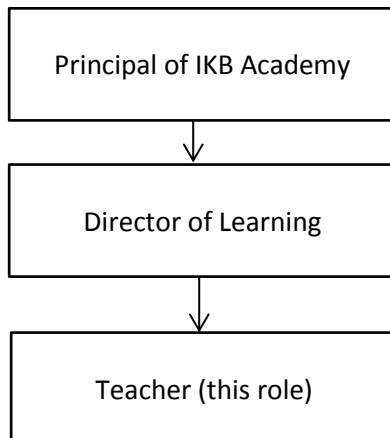 Principal of IKB Academy
Director of Learning
Teacher (this role)